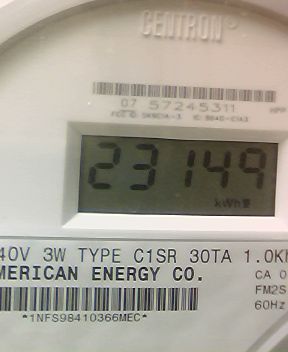 CENTRON®
07 57245311
23149
kWh
40V 3W TYPE C1SR 30TA 1.0K
MERICAN ENERGY CO.
CA 0
FM2S
60Hz
*1NFS98410366MEC*